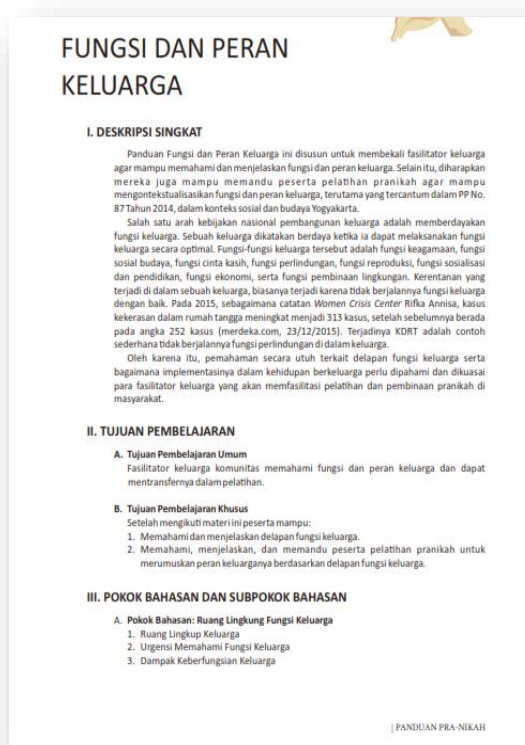 FUNGSI DAN PERAN
KELUARGA
I. DESKRIPSI SINGKAT
Panduan Fungsi dan Peran Keluarga ini disusun untuk membekali fasilitator keluarga
agar mampu memahami dan menjelaskan fungsi dan peran keluarga. Selain itu, diharapkan
mereka juga mampu memandu peserta pelatihan pranikah agar mampu
mengontekstualisasikan fungsi dan peran keluarga, terutama yang tercantum dalam PP No.
87 Tahun 2014, dalam konteks sosial dan budaya Yogyakarta.
Salah satu arah kebijakan nasional pembangunan keluarga adalah memberdayakan
fungsi keluarga. Sebuah keluarga dikatakan berdaya ketika ia dapat melaksanakan fungsi
keluarga secara optimal. Fungsi-fungsi keluarga tersebut adalah fungsi keagamaan, fungsi
sosial budaya, fungsi cinta kasih, fungsi perlindungan, fungsi reproduksi, fungsi sosialisasi
dan pendidikan, fungsi ekonomi, serta fungsi pembinaan lingkungan. Kerentanan yang
terjadi di dalam sebuah keluarga, biasanya terjadi karena tidak berjalannya fungsi keluarga
dengan baik. Pada 2015, sebagaimana catatan Women Crisis Center Rifka Annisa, kasus
kekerasan dalam rumah tangga meningkat menjadi 313 kasus, setelah sebelumnya berada
pada angka 252 kasus (merdeka.com, 23/12/2015). Terjadinya KDRT adalah contoh
sederhana tidak berjalannya fungsi perlindungan di dalam keluarga.
Oleh karena itu, pemahaman secara utuh terkait delapan fungsi keluarga serta
bagaimana implementasinya dalam kehidupan berkeluarga perlu dipahami dan dikuasai
para fasilitator keluarga yang akan memfasilitasi pelatihan dan pembinaan pranikah di
masyarakat.
II. TUJUAN PEMBELAJARAN
A. Tujuan Pembelajaran Umum
Fasilitator keluarga komunitas memahami fungsi dan peran keluarga dan dapat
mentransfernya dalam pelatihan.
B. Tujuan Pembelajaran Khusus
Setelah mengikuti materi ini peserta mampu:
1. Memahami dan menjelaskan delapan fungsi keluarga.
2. Memahami, menjelaskan, dan memandu peserta pelatihan pranikah untuk
merumuskan peran keluarganya berdasarkan delapan fungsi keluarga.
III. POKOK BAHASAN DAN SUBPOKOK BAHASAN
A. Pokok Bahasan: Ruang Lingkung Fungsi Keluarga
1. Ruang Lingkup Keluarga
2. Urgensi Memahami Fungsi Keluarga
3. Dampak Keberfungsian Keluarga
| PANDUAN PRA-NIKAH